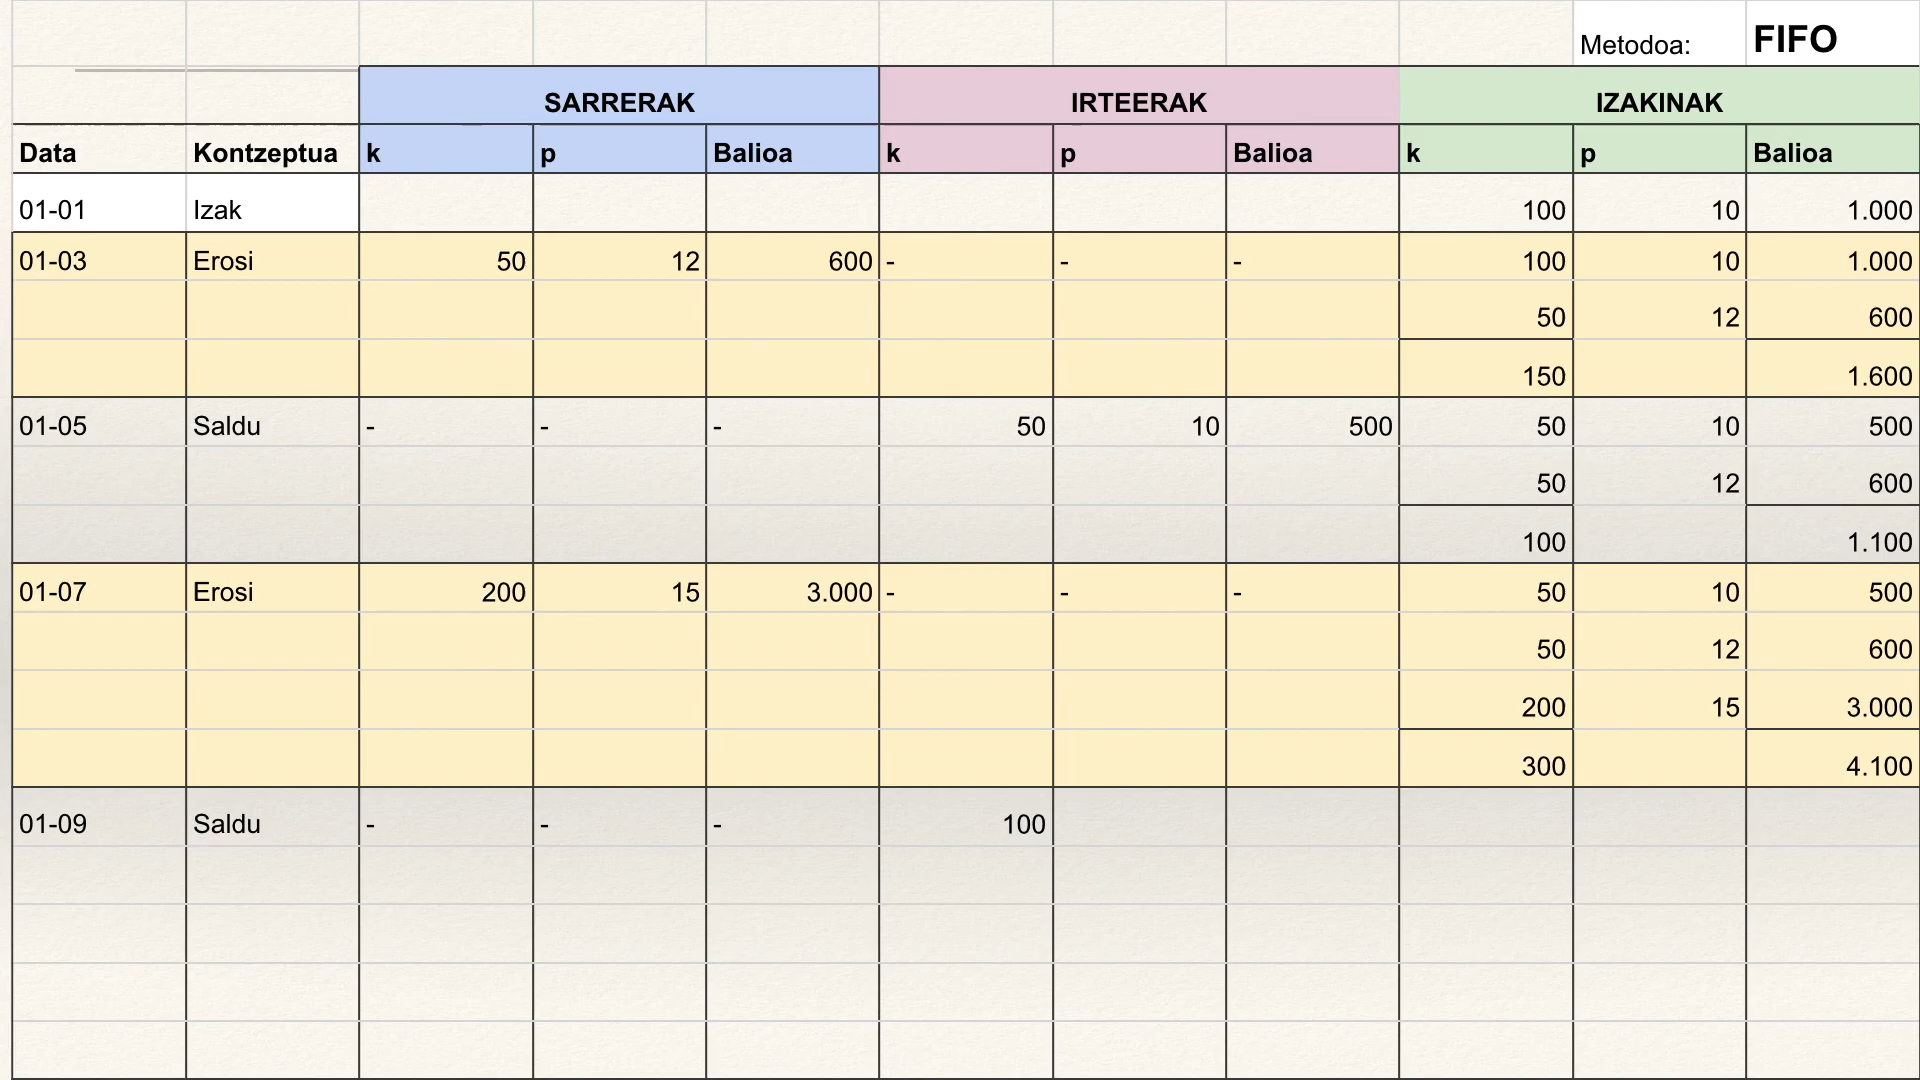 Metodoa: FIFO
SARRERAK IRTEERAK IZAKINAK
Data Kontzeptua k p Balioa k p Balioa k p Balioa
01-01 Izak 100 10 1.000
01-03 Erosi 50 12 600 - - - 100 10 1.000
50 12 600
150 1.600
01-05 Saldu - - - 50 10 500 50 10 500
50 12 600
100 1.100
01-07 Erosi 200 15 3.000 - - - 50 10 500
50 12 600
200 15 3.000
300 4.100
01-09 Saldu - - - 100